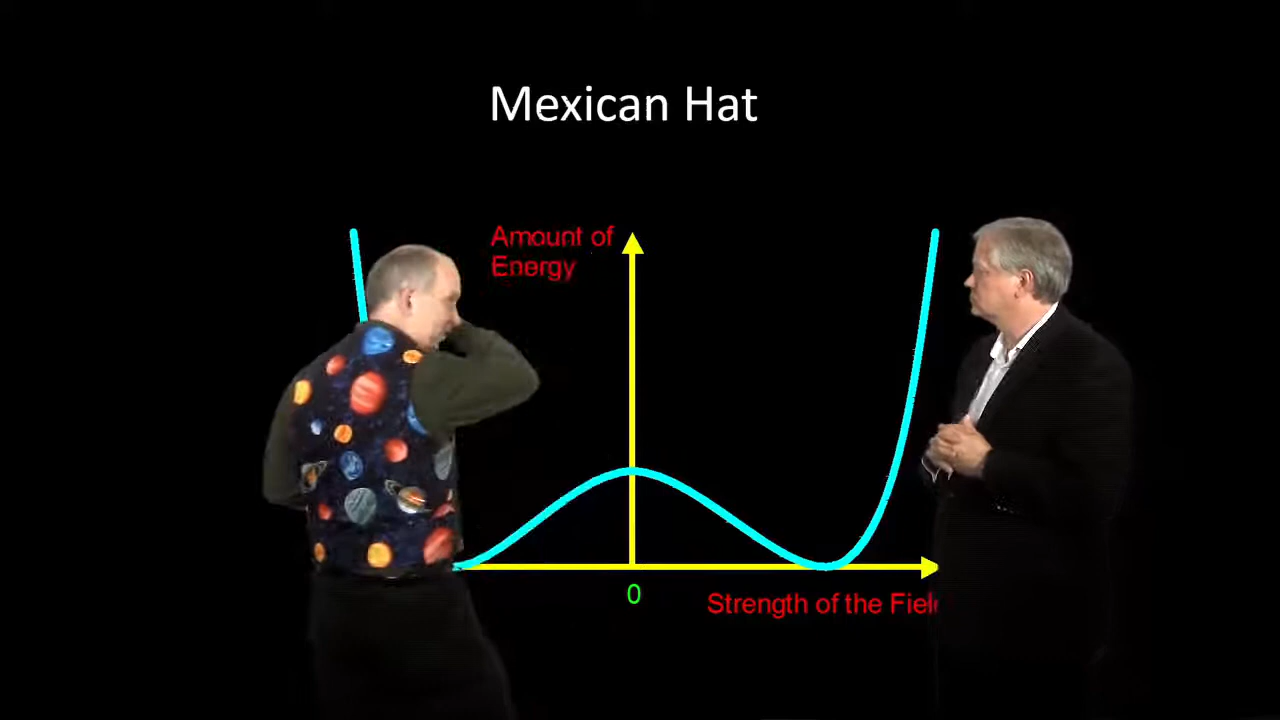 Mexican Hat
Amount of
Energy
0
Strength of the Fiel